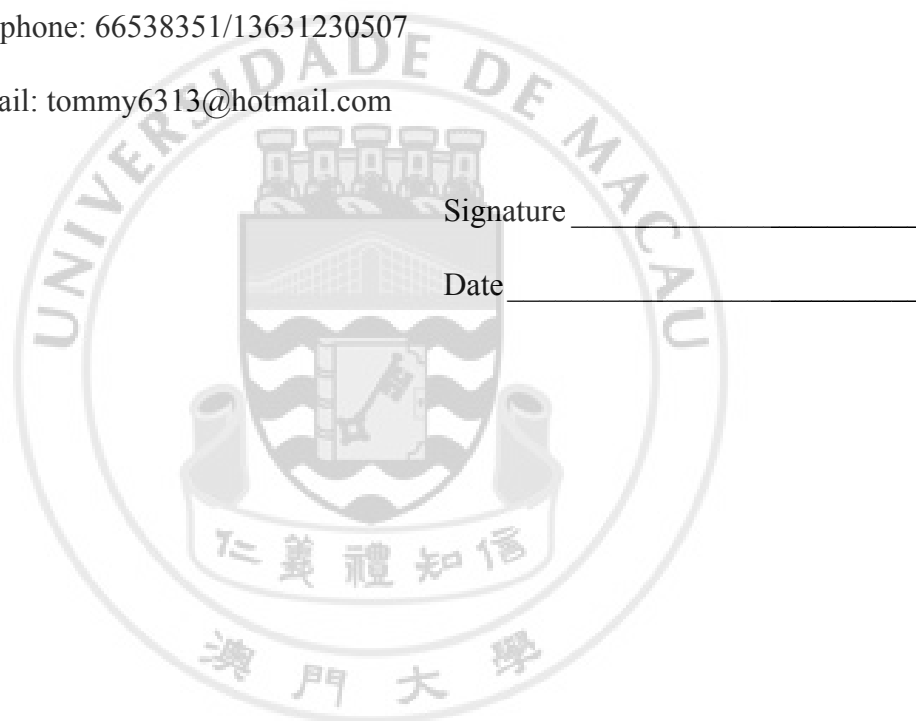 phone: 66538351/13631230507
ail: tommy6313@hotmail.com
Signature
Date
UNIVERSIDADE DE MACAU
仁義禮知信
澳門大學